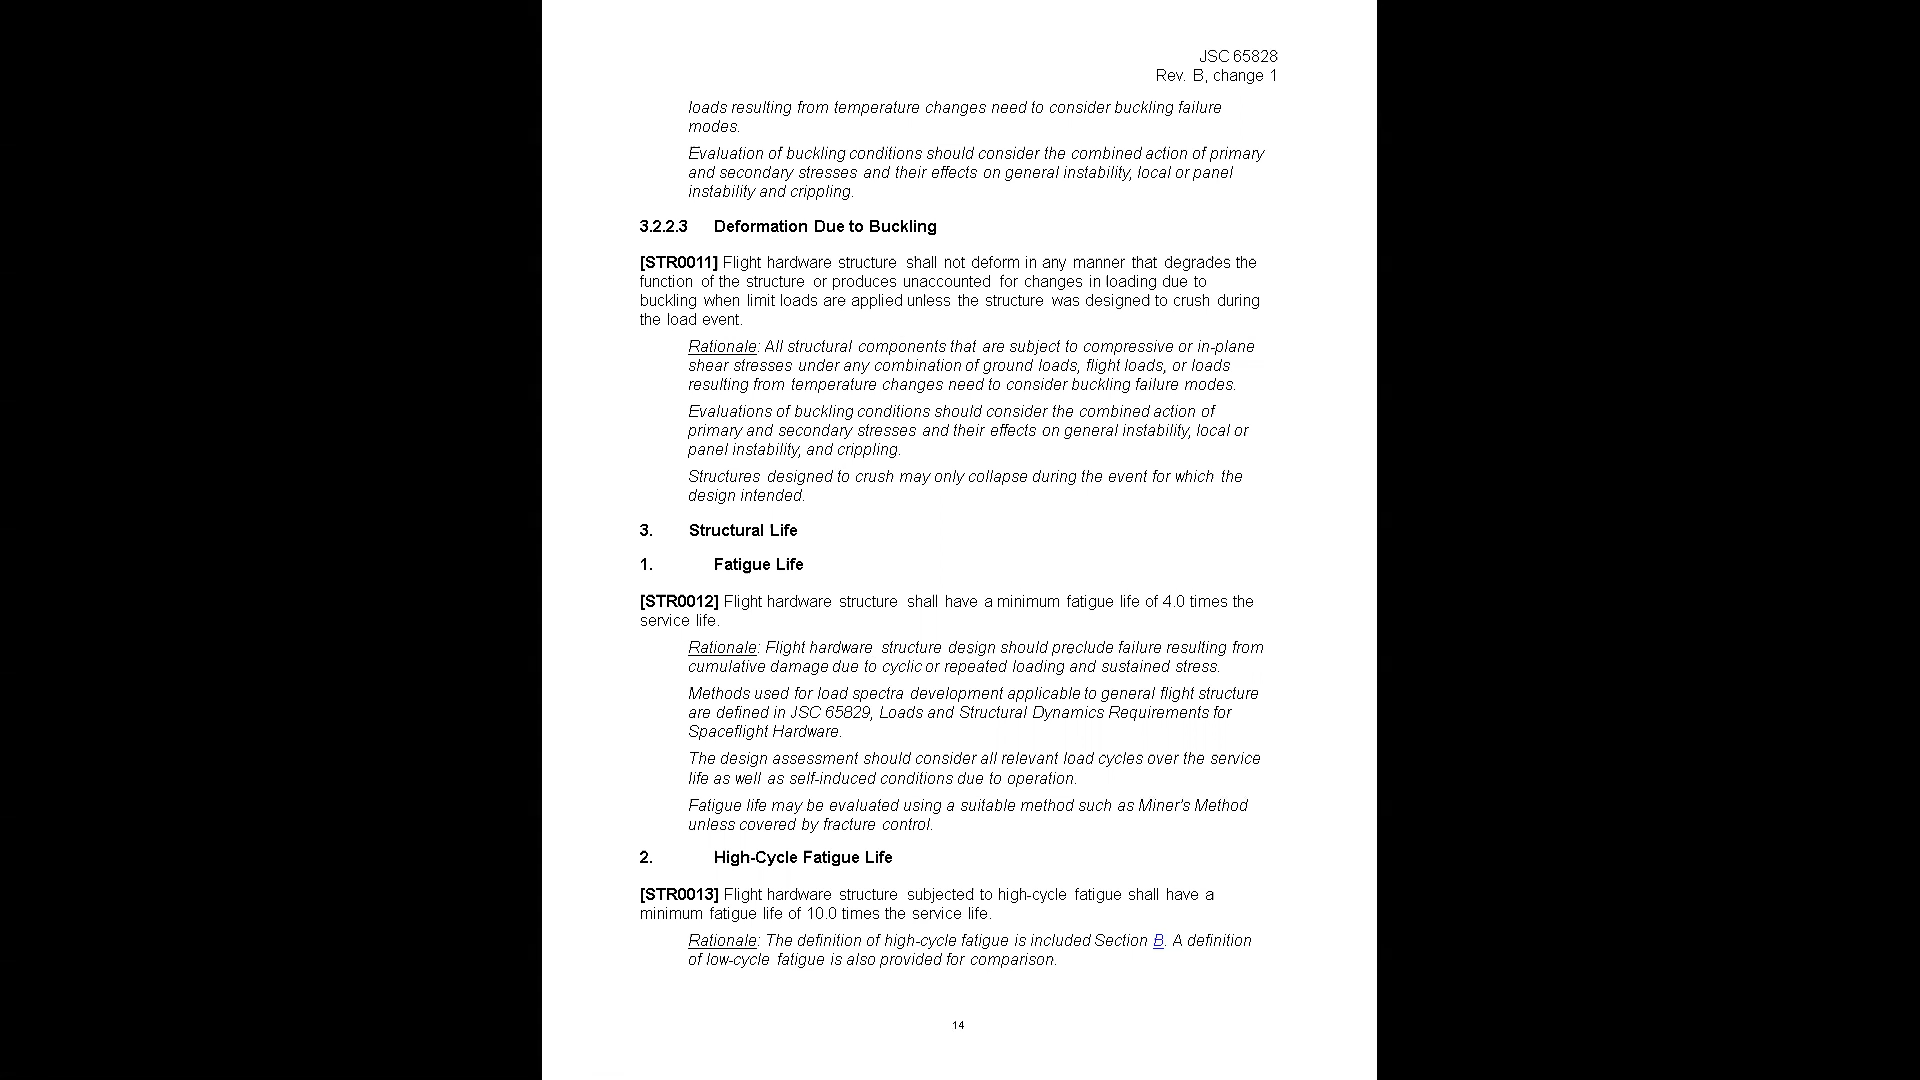 JSC 65828
Rev. B, change 1
loads resulting from temperature changes need to consider buckling failure
modes.
Evaluation of buckling conditions should consider the combined action of primary
and secondary stresses and their effects on general instability, local or panel
instability and crippling.
3.2.2.3 Deformation Due to Buckling
[STR0011] Flight hardware structure shall not deform in any manner that degrades the
function of the structure or produces unaccounted for changes in loading due to
buckling when limit loads are applied unless the structure was designed to crush during
the load event.
Rationale: All structural components that are subject to compressive or in-plane
shear stresses under any combination of ground loads, flight loads, or loads
resulting from temperature changes need to consider buckling failure modes.
Evaluations of buckling conditions should consider the combined action of
primary and secondary stresses and their effects on general instability, local or
panel instability, and crippling.
Structures designed to crush may only collapse during the event for which the
design intended.
3. Structural Life
1. Fatigue Life
[STR0012] Flight hardware structure shall have a minimum fatigue life of 4.0 times the
service life.
Rationale: Flight hardware structure design should preclude failure resulting from
cumulative damage due to cyclic or repeated loading and sustained stress.
Methods used for load spectra development applicable to general flight structure
are defined in JSC 65829, Loads and Structural Dynamics Requirements for
Spaceflight Hardware.
The design assessment should consider all relevant load cycles over the service
life as well as self-induced conditions due to operation.
Fatigue life may be evaluated using a suitable method such as Miner's Method
unless covered by fracture control.
2. High-Cycle Fatigue Life
[STR0013] Flight hardware structure subjected to high-cycle fatigue shall have a
minimum fatigue life of 10.0 times the service life.
Rationale: The definition of high-cycle fatigue is included Section B. A definition
of low-cycle fatigue is also provided for comparison.
14